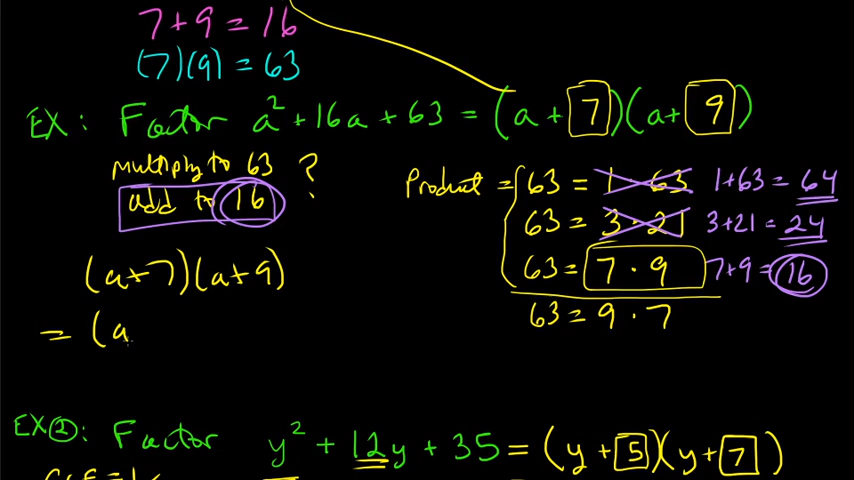 7 + 9 = 16
(7)(9) = 63
EX: Factor a² + 16a + 63 = (a + 7)(a + 9)
multiply to 63 ?
add to 16
Product = 63 = 1 · 63 1 + 63 = 64
63 = 3 · 21 3 + 21 = 24
63 = 7 · 9 7 + 9 = 16
63 = 9 · 7
(a + 7)(a + 9)
= (a
EX②: Factor y² + 12y + 35 = (y + 5)(y + 7)